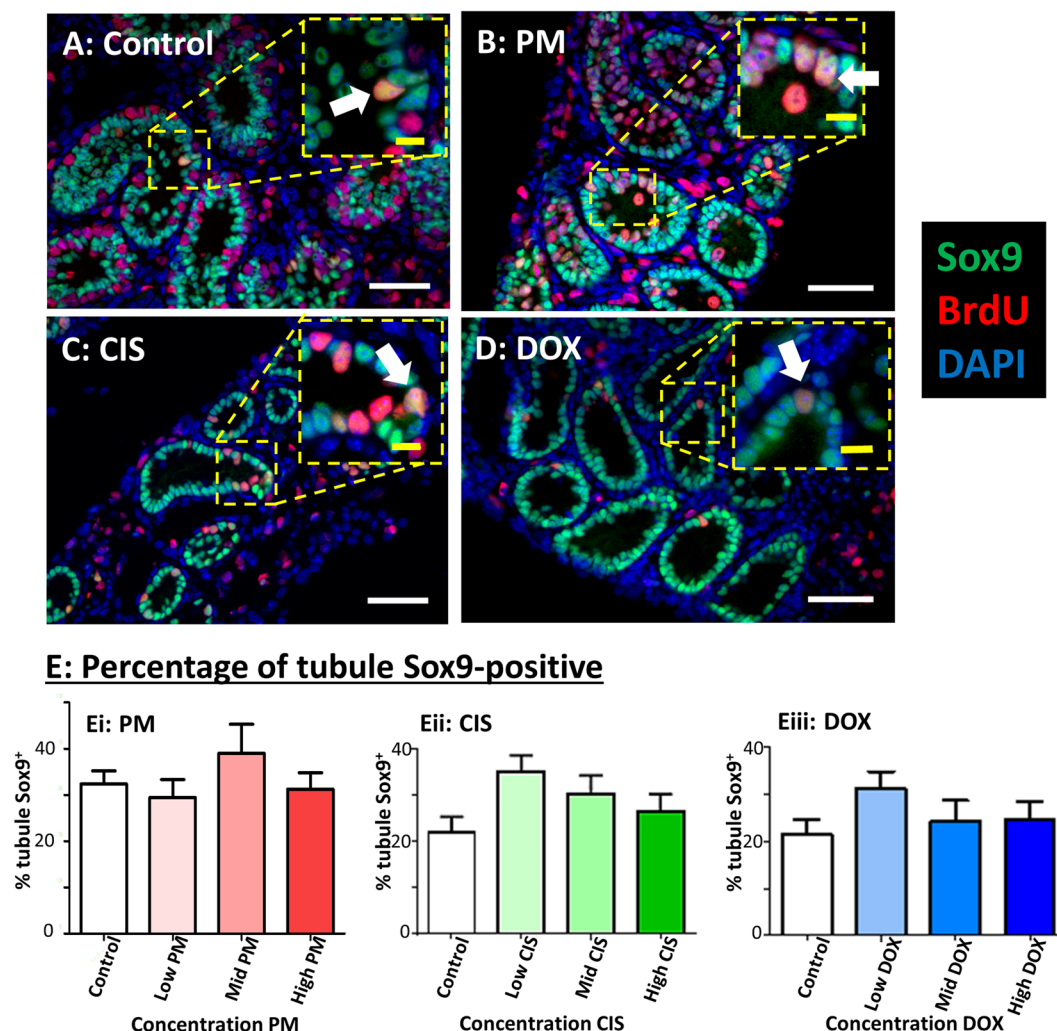 A: Control
B: PM
C: CIS
D: DOX
Sox9
BrdU
DAPI
E: Percentage of tubule Sox9-positive
Ei: PM
% tubule Sox9⁺
40
20
0
Control
Low PM
Mid PM
High PM
Concentration PM
Eii: CIS
% tubule Sox9⁺
40
20
0
Control
Low CIS
Mid CIS
High CIS
Concentration CIS
Eiii: DOX
% tubule Sox9⁺
40
20
0
Control
Low DOX
Mid DOX
High DOX
Concentration DOX